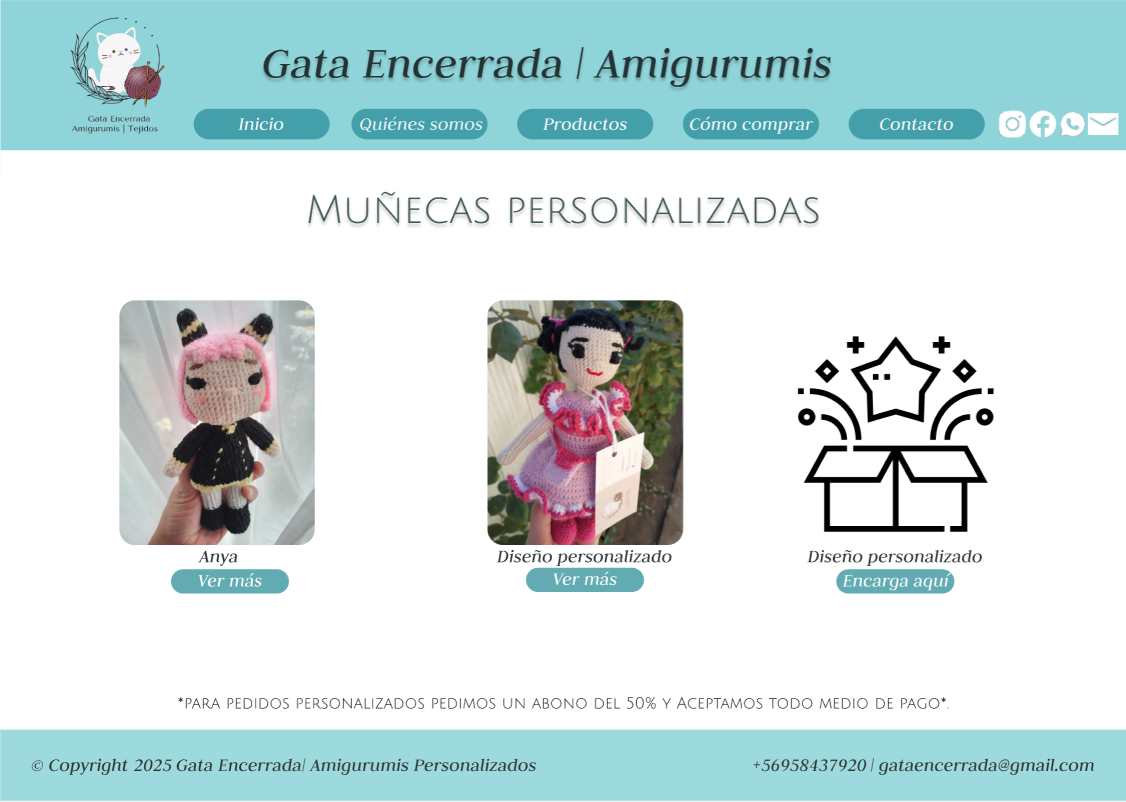 Gata Encerrada
Amigurumis | Tejidos
Gata Encerrada | Amigurumis
Inicio
Quiénes somos
Productos
Cómo comprar
Contacto
Muñecas personalizadas
Anya
Ver más
Diseño personalizado
Ver más
Diseño personalizado
Encarga aquí
*para pedidos personalizados pedimos un abono del 50% y Aceptamos todo medio de pago*.
© Copyright 2025 Gata Encerrada| Amigurumis Personalizados
+56958437920 | gataencerrada@gmail.com